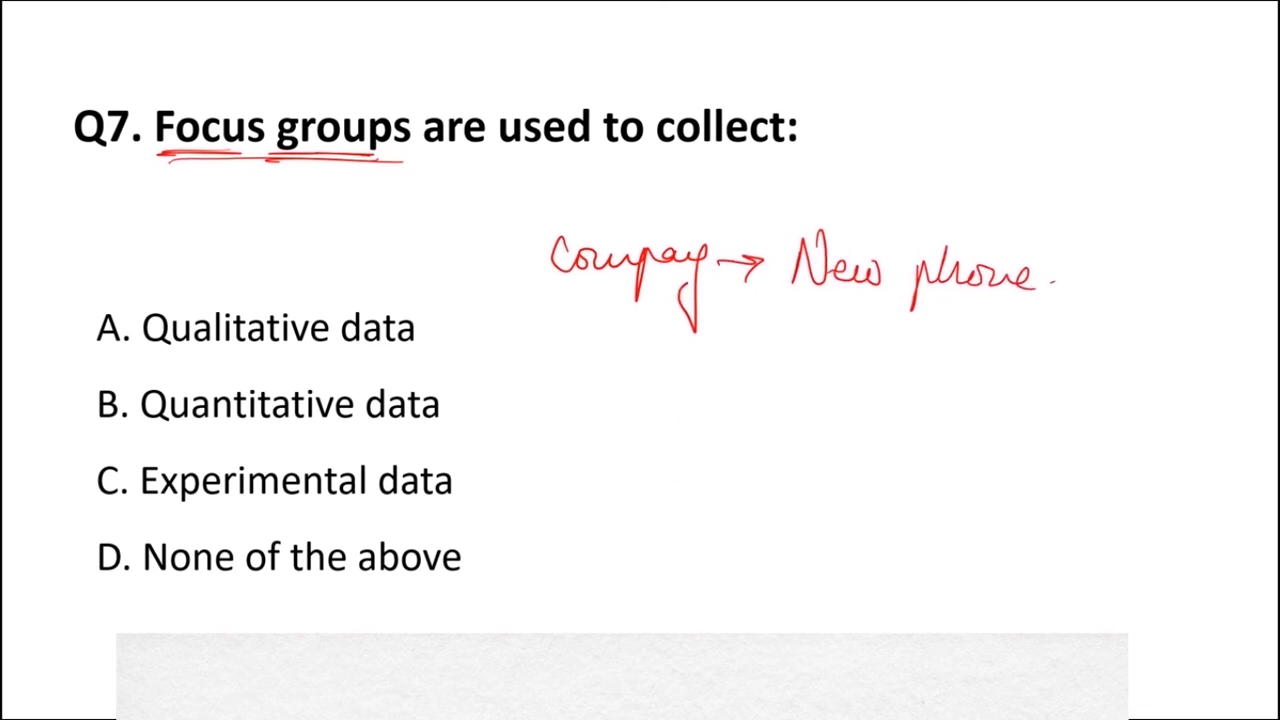 Q7. Focus groups are used to collect:
Compay → New phone.
A. Qualitative data
B. Quantitative data
C. Experimental data
D. None of the above